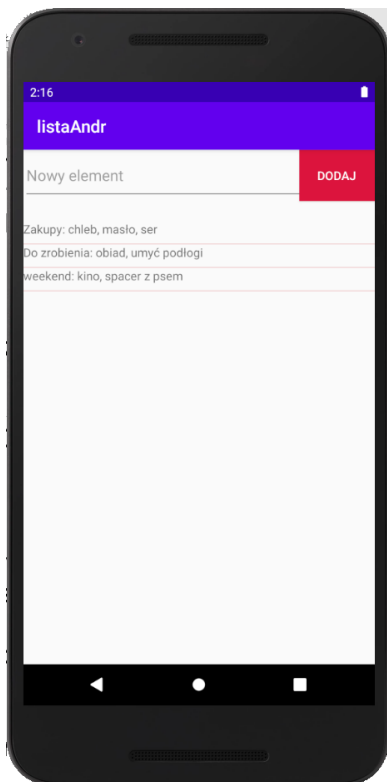 2:16
listaAndr
Nowy element
DODAJ
Zakupy: chleb, masło, ser
Do zrobienia: obiad, umyć podłogi
weekend: kino, spacer z psem